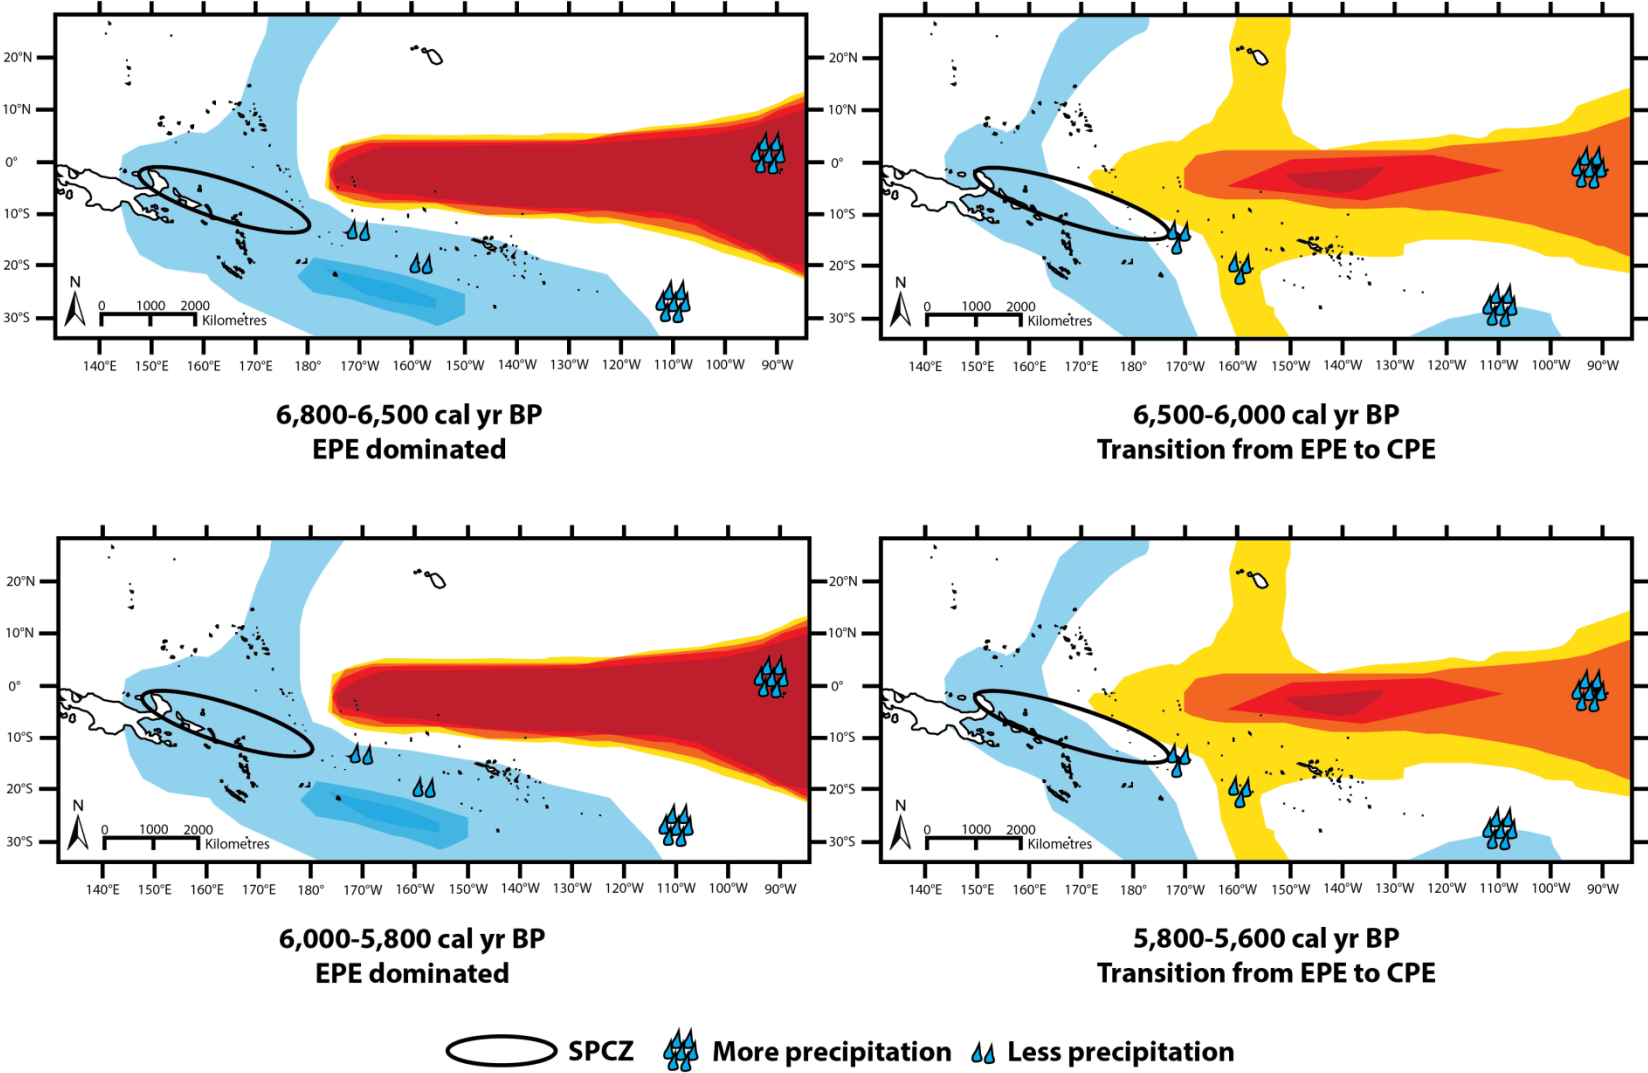 20°N
10°N
0°
10°S
20°S
30°S
N
0 1000 2000
Kilometres
140°E 150°E 160°E 170°E 180° 170°W 160°W 150°W 140°W 130°W 120°W 110°W 100°W 90°W
6,800-6,500 cal yr BP
EPE dominated
20°N
10°N
0°
10°S
20°S
30°S
N
0 1000 2000
Kilometres
140°E 150°E 160°E 170°E 180° 170°W 160°W 150°W 140°W 130°W 120°W 110°W 100°W 90°W
6,500-6,000 cal yr BP
Transition from EPE to CPE
20°N
10°N
0°
10°S
20°S
30°S
N
0 1000 2000
Kilometres
140°E 150°E 160°E 170°E 180° 170°W 160°W 150°W 140°W 130°W 120°W 110°W 100°W 90°W
6,000-5,800 cal yr BP
EPE dominated
20°N
10°N
0°
10°S
20°S
30°S
N
0 1000 2000
Kilometres
140°E 150°E 160°E 170°E 180° 170°W 160°W 150°W 140°W 130°W 120°W 110°W 100°W 90°W
5,800-5,600 cal yr BP
Transition from EPE to CPE
SPCZ More precipitation Less precipitation